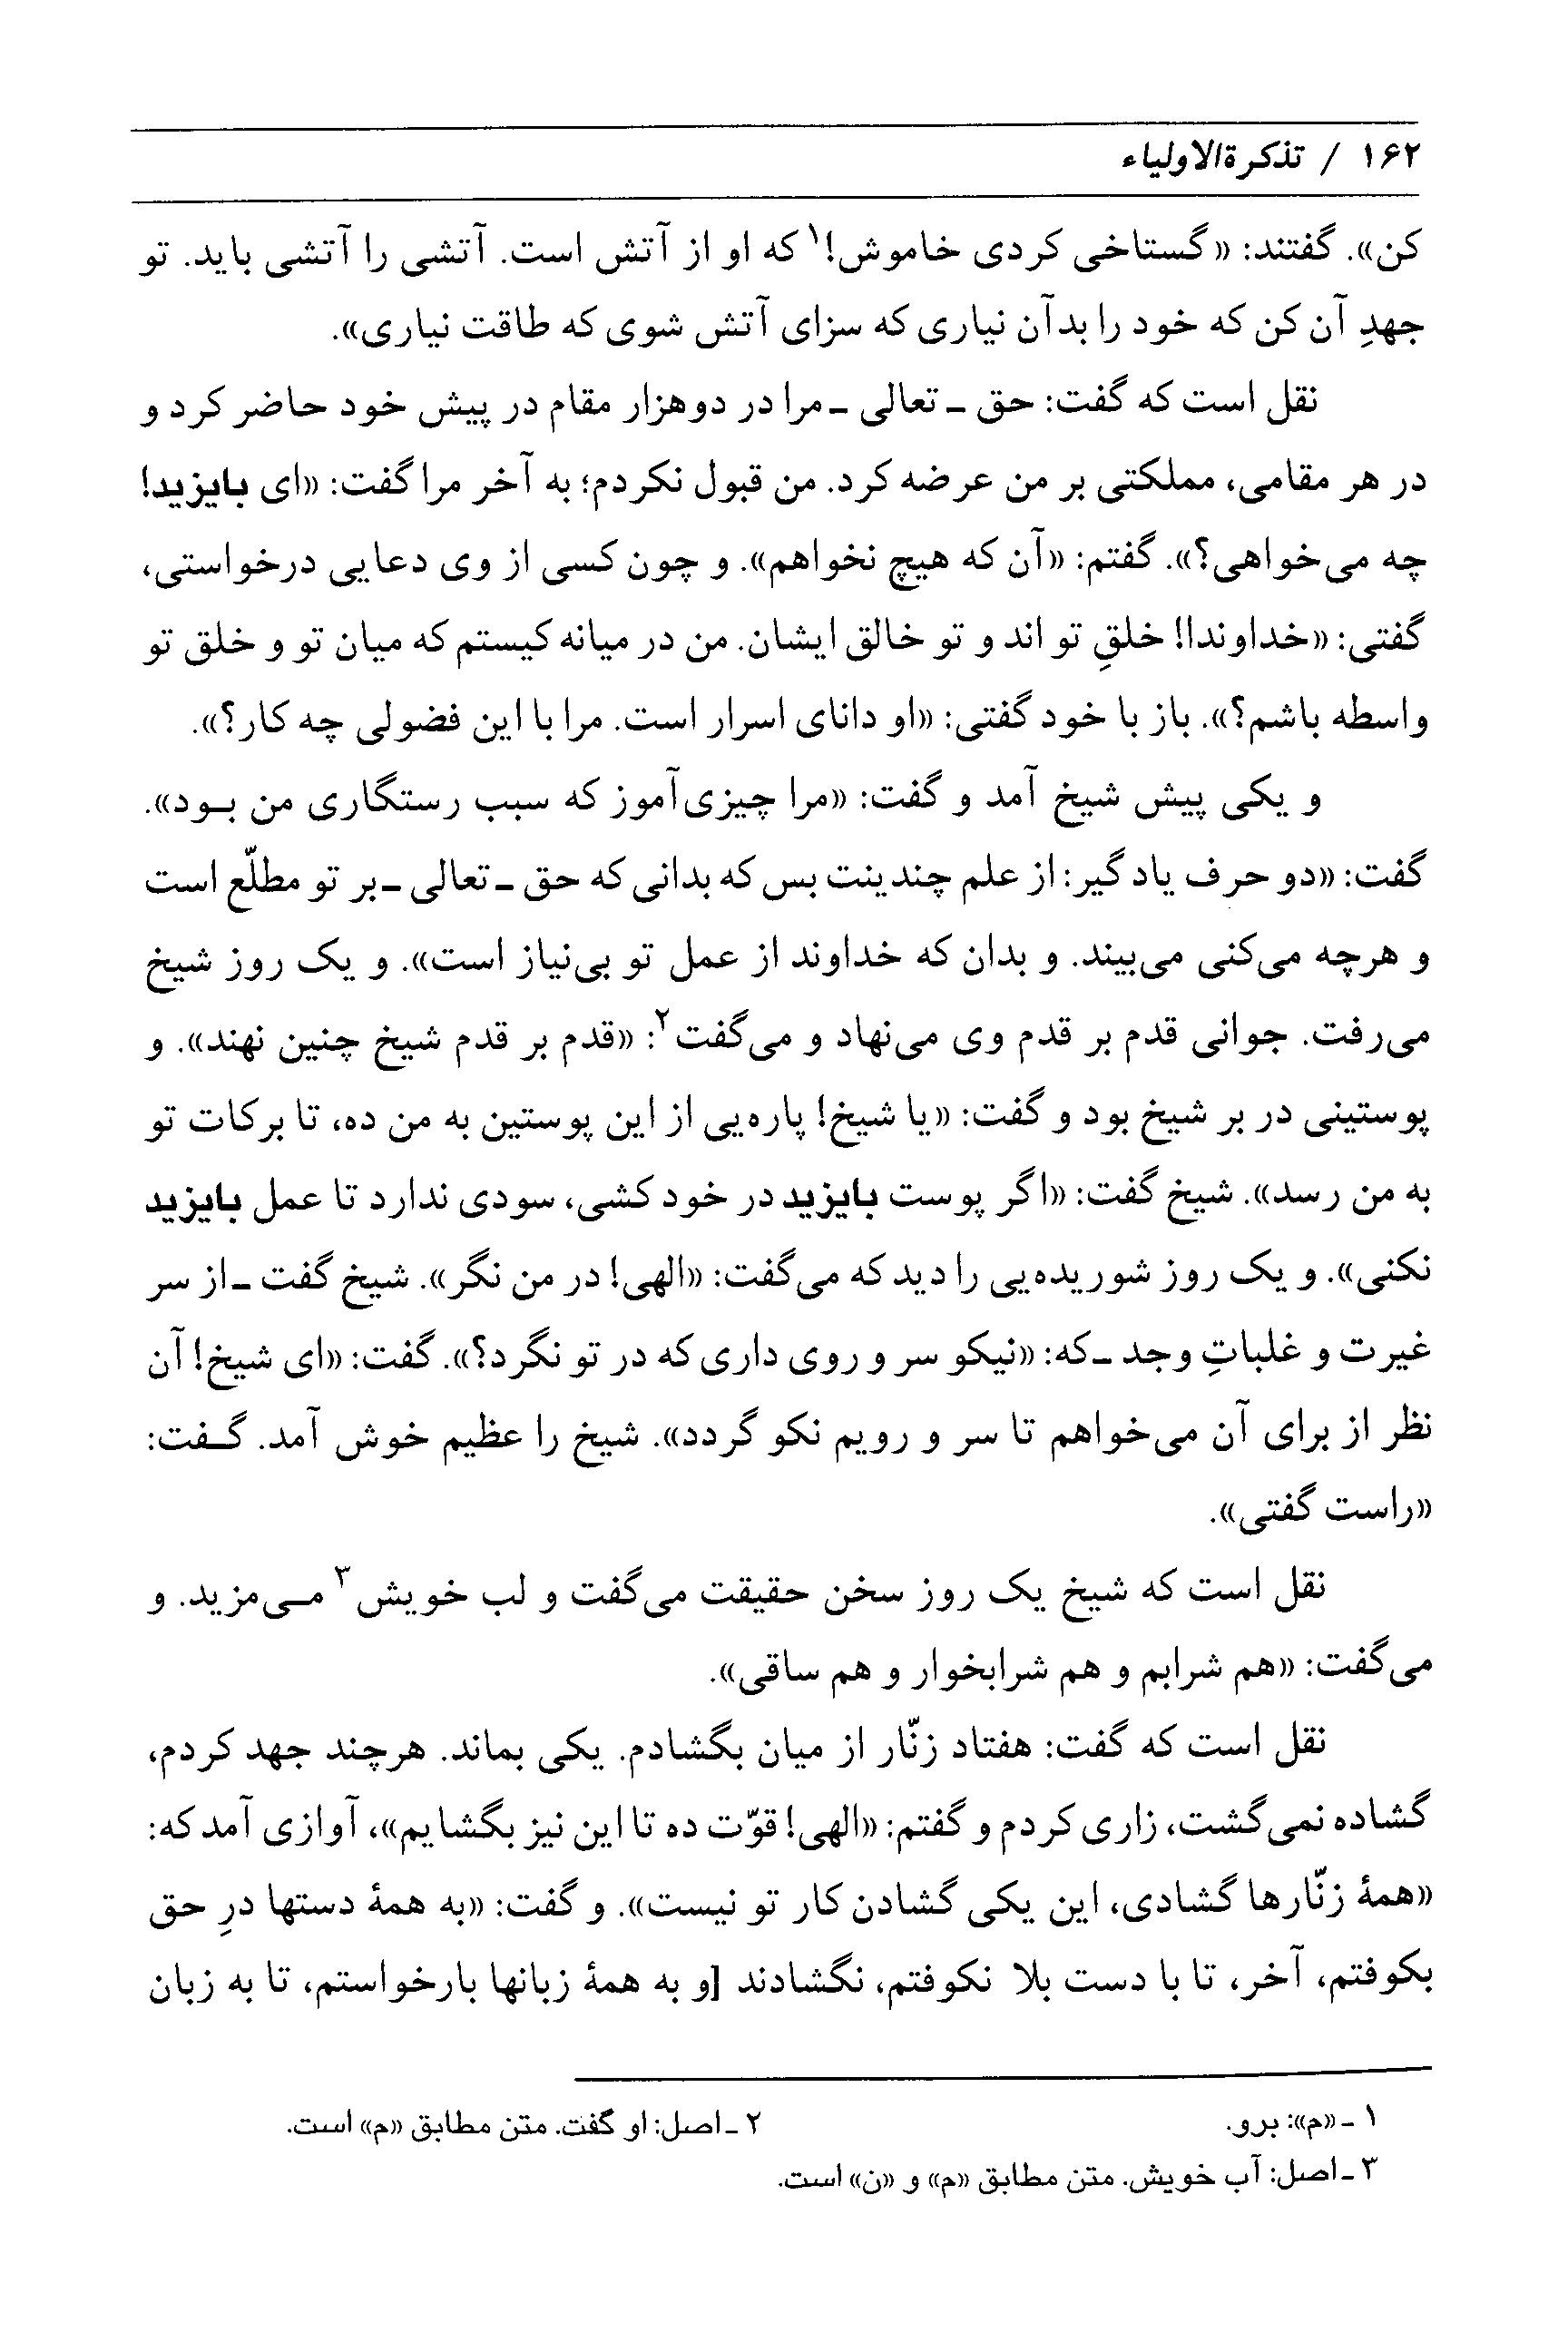 ۱۶۲ / تذکرةالاولیاء
کن». گفتند: «گستاخی کردی خاموش!۱ که او از آتش است. آتشی را آتشی باید. تو
جهدِ آن کن که خود را بدآن نیاری که سزای آتش شوی که طاقت نیاری».
نقل است که گفت: حق ـ تعالی ـ مرا در دوهزار مقام در پیش خود حاضر کرد و
در هر مقامی، مملکتی بر من عرضه کرد. من قبول نکردم؛ به آخر مرا گفت: «ای بایزید!
چه می‌خواهی؟». گفتم: «آن که هیچ نخواهم». و چون کسی از وی دعایی درخواستی،
گفتی: «خداوندا! خلقِ تو اند و تو خالق ایشان. من در میانه کیستم که میان تو و خلق تو
واسطه باشم؟». باز با خود گفتی: «او دانای اسرار است. مرا با این فضولی چه کار؟».
و یکی پیش شیخ آمد و گفت: «مرا چیزی‌آموز که سبب رستگاری من بود».
گفت: «دو حرف یاد گیر: از علم چندینت بس که بدانی که حق ـ تعالی ـ بر تو مطلّع است
و هرچه می‌کنی می‌بیند. و بدان که خداوند از عمل تو بی‌نیاز است». و یک روز شیخ
می‌رفت. جوانی قدم بر قدم وی می‌نهاد و می‌گفت۲: «قدم بر قدم شیخ چنین نهند». و
پوستینی در بر شیخ بود و گفت: «یا شیخ! پاره‌یی از این پوستین به من ده، تا برکات تو
به من رسد». شیخ گفت: «اگر پوست بایزید در خود کشی، سودی ندارد تا عمل بایزید
نکنی». و یک روز شوریده‌یی را دید که می‌گفت: «الهی! در من نگر». شیخ گفت ـ از سر
غیرت و غلباتِ وجد ـ که: «نیکو سر و روی داری که در تو نگرد؟». گفت: «ای شیخ! آن
نظر از برای آن می‌خواهم تا سر و رویم نکو گردد». شیخ را عظیم خوش آمد. گفت:
«راست گفتی».
نقل است که شیخ یک روز سخن حقیقت می‌گفت و لب خویش۳ می‌مزید. و
می‌گفت: «هم شرابم و هم شرابخوار و هم ساقی».
نقل است که گفت: هفتاد زنّار از میان بگشادم. یکی بماند. هرچند جهد کردم،
گشاده نمی‌گشت، زاری کردم و گفتم: «الهی! قوّت ده تا این نیز بگشایم»، آوازی آمد که:
«همهٔ زنّارها گشادی، این یکی گشادن کار تو نیست». و گفت: «به همهٔ دستها درِ حق
بکوفتم، آخر، تا با دست بلا نکوفتم، نگشادند [و به همهٔ زبانها بارخواستم، تا به زبان
۱ ـ «م»: برو.
۲ ـ اصل: او گفت. متن مطابق «م» است.
۳ ـ اصل: آب خویش. متن مطابق «م» و «ن» است.